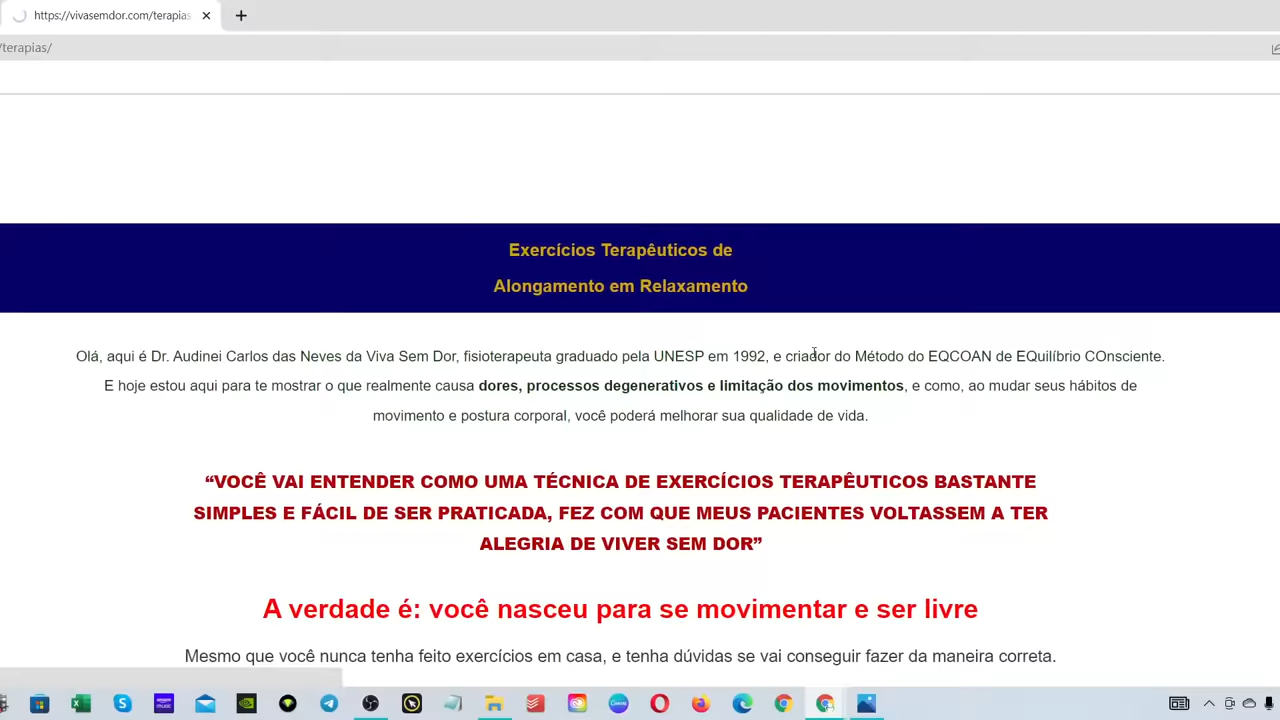 https://vivasemdor.com/terapias
/terapias/
Exercícios Terapêuticos de
Alongamento em Relaxamento
Olá, aqui é Dr. Audinei Carlos das Neves da Viva Sem Dor, fisioterapeuta graduado pela UNESP em 1992, e criador do Método do EQCOAN de EQuilíbrio COnsciente.
E hoje estou aqui para te mostrar o que realmente causa dores, processos degenerativos e limitação dos movimentos, e como, ao mudar seus hábitos de
movimento e postura corporal, você poderá melhorar sua qualidade de vida.
“VOCÊ VAI ENTENDER COMO UMA TÉCNICA DE EXERCÍCIOS TERAPÊUTICOS BASTANTE
SIMPLES E FÁCIL DE SER PRATICADA, FEZ COM QUE MEUS PACIENTES VOLTASSEM A TER
ALEGRIA DE VIVER SEM DOR”
A verdade é: você nasceu para se movimentar e ser livre
Mesmo que você nunca tenha feito exercícios em casa, e tenha dúvidas se vai conseguir fazer da maneira correta.
music
Canva